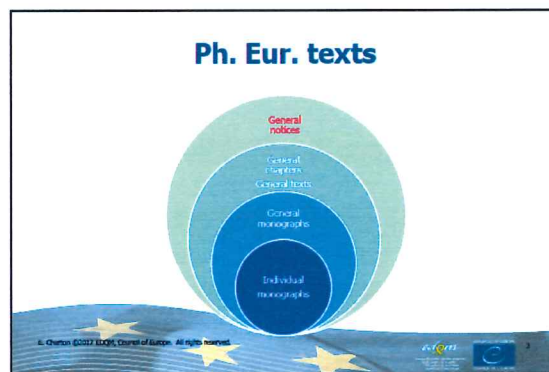 Ph. Eur. texts
General
notices
General
chapters
General texts
General
monographs
Individual
monographs
E. Charton ©2017 EDQM, Council of Europe. All rights reserved.
edqm
3